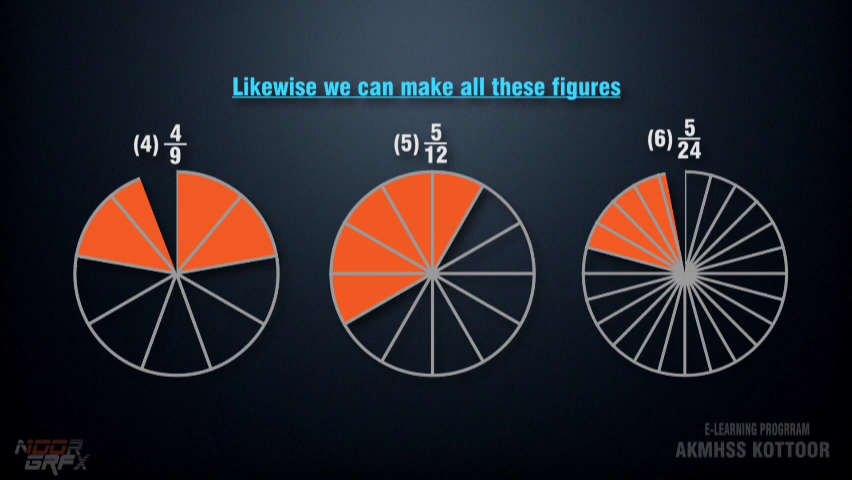 Likewise we can make all these figures
(4) 4/9
(5) 5/12
(6) 5/24
E-LEARNING PROGRRAM
AKMHSS KOTTOOR
NOOR
GRFX